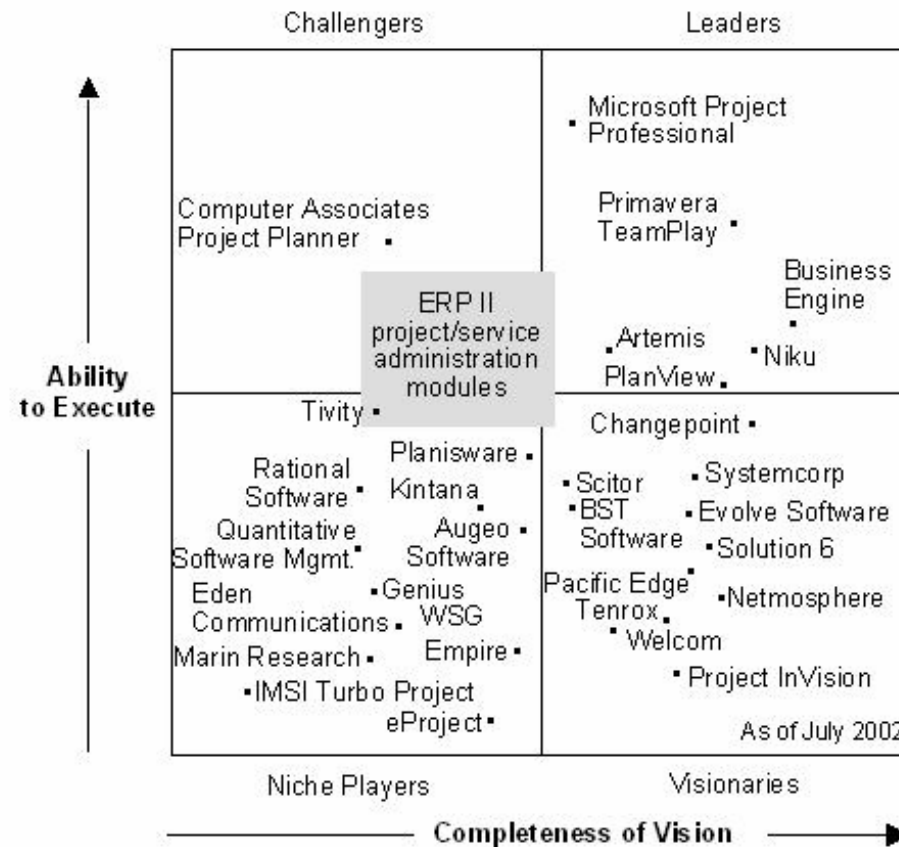 Challengers
Leaders
Microsoft Project
Professional
Computer Associates
Project Planner
Primavera
TeamPlay
Business
Engine
ERP II
project/service
administration
modules
Artemis
Niku
PlanView
Ability
to Execute
Tivity
Changepoint
Planisware
Rational
Software
Kintana
Scitor
Systemcorp
BST
Software
Evolve Software
Quantitative
Software Mgmt.
Augeo
Software
Solution 6
Pacific Edge
Eden
Communications
Genius
WSG
Netmosphere
Tenrox
Welcom
Marin Research
Empire
Project InVision
IMSI Turbo Project
eProject
As of July 2002
Niche Players
Visionaries
Completeness of Vision